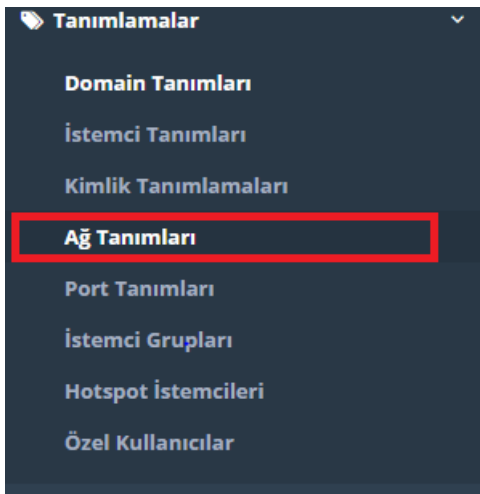 Tanımlamalar
Domain Tanımları
İstemci Tanımları
Kimlik Tanımlamaları
Ağ Tanımları
Port Tanımları
İstemci Grupları
Hotspot İstemcileri
Özel Kullanıcılar